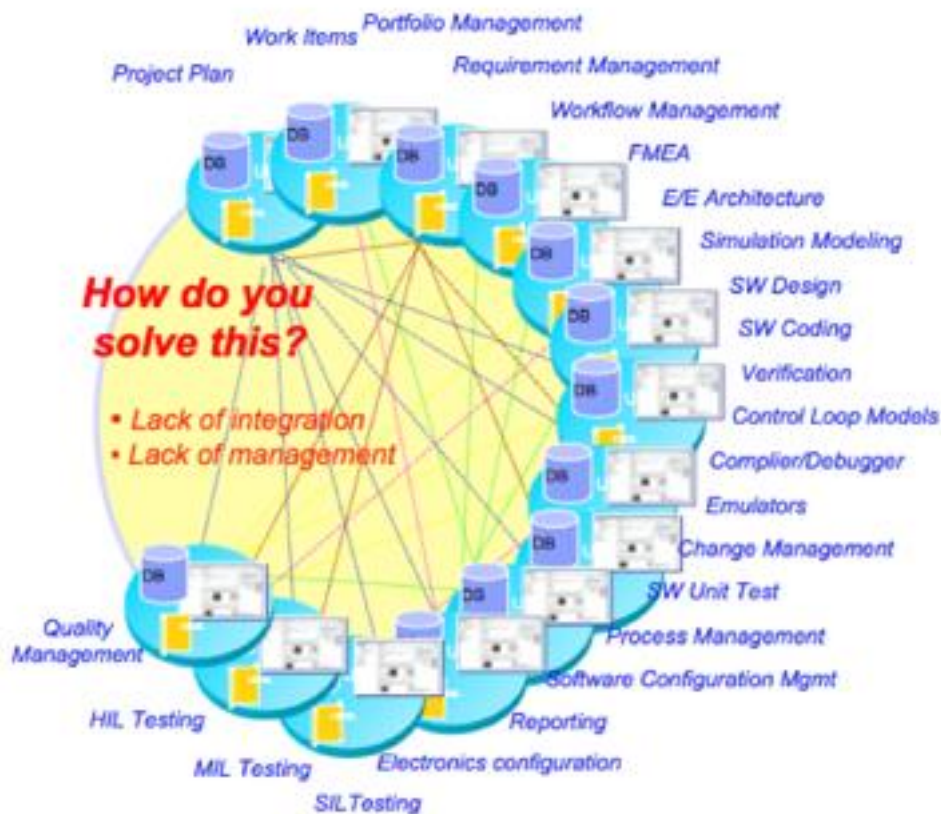 Portfolio Management
Work Items
Project Plan
Requirement Management
Workflow Management
FMEA
E/E Architecture
Simulation Modeling
SW Design
SW Coding
Verification
Control Loop Models
Complier/Debugger
Emulators
Change Management
SW Unit Test
Process Management
Software Configuration Mgmt
Reporting
Electronics configuration
SILTesting
MIL Testing
HIL Testing
Quality
Management
How do you
solve this?
• Lack of integration
• Lack of management
DB
DB
DB
DB
DB
DB
DB
DB
DB
DB
DB